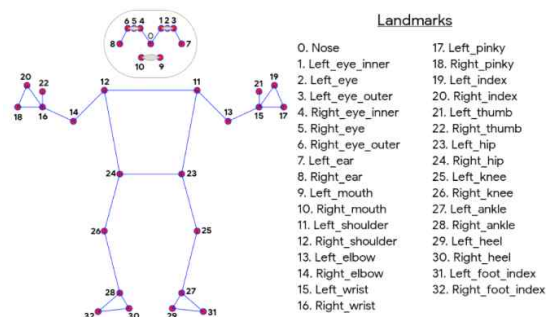 Landmarks
0. Nose
1. Left_eye_inner
2. Left_eye
3. Left_eye_outer
4. Right_eye_inner
5. Right_eye
6. Right_eye_outer
7. Left_ear
8. Right_ear
9. Left_mouth
10. Right_mouth
11. Left_shoulder
12. Right_shoulder
13. Left_elbow
14. Right_elbow
15. Left_wrist
16. Right_wrist
17. Left_pinky
18. Right_pinky
19. Left_index
20. Right_index
21. Left_thumb
22. Right_thumb
23. Left_hip
24. Right_hip
25. Left_knee
26. Right_knee
27. Left_ankle
28. Right_ankle
29. Left_heel
30. Right_heel
31. Left_foot_index
32. Right_foot_index
6 5 4 1 2 3
0
8 7
10 9
20 22 12 11 21 19
18 16 14 13 15 17
24 23
26 25
28 27
32 30 29 31